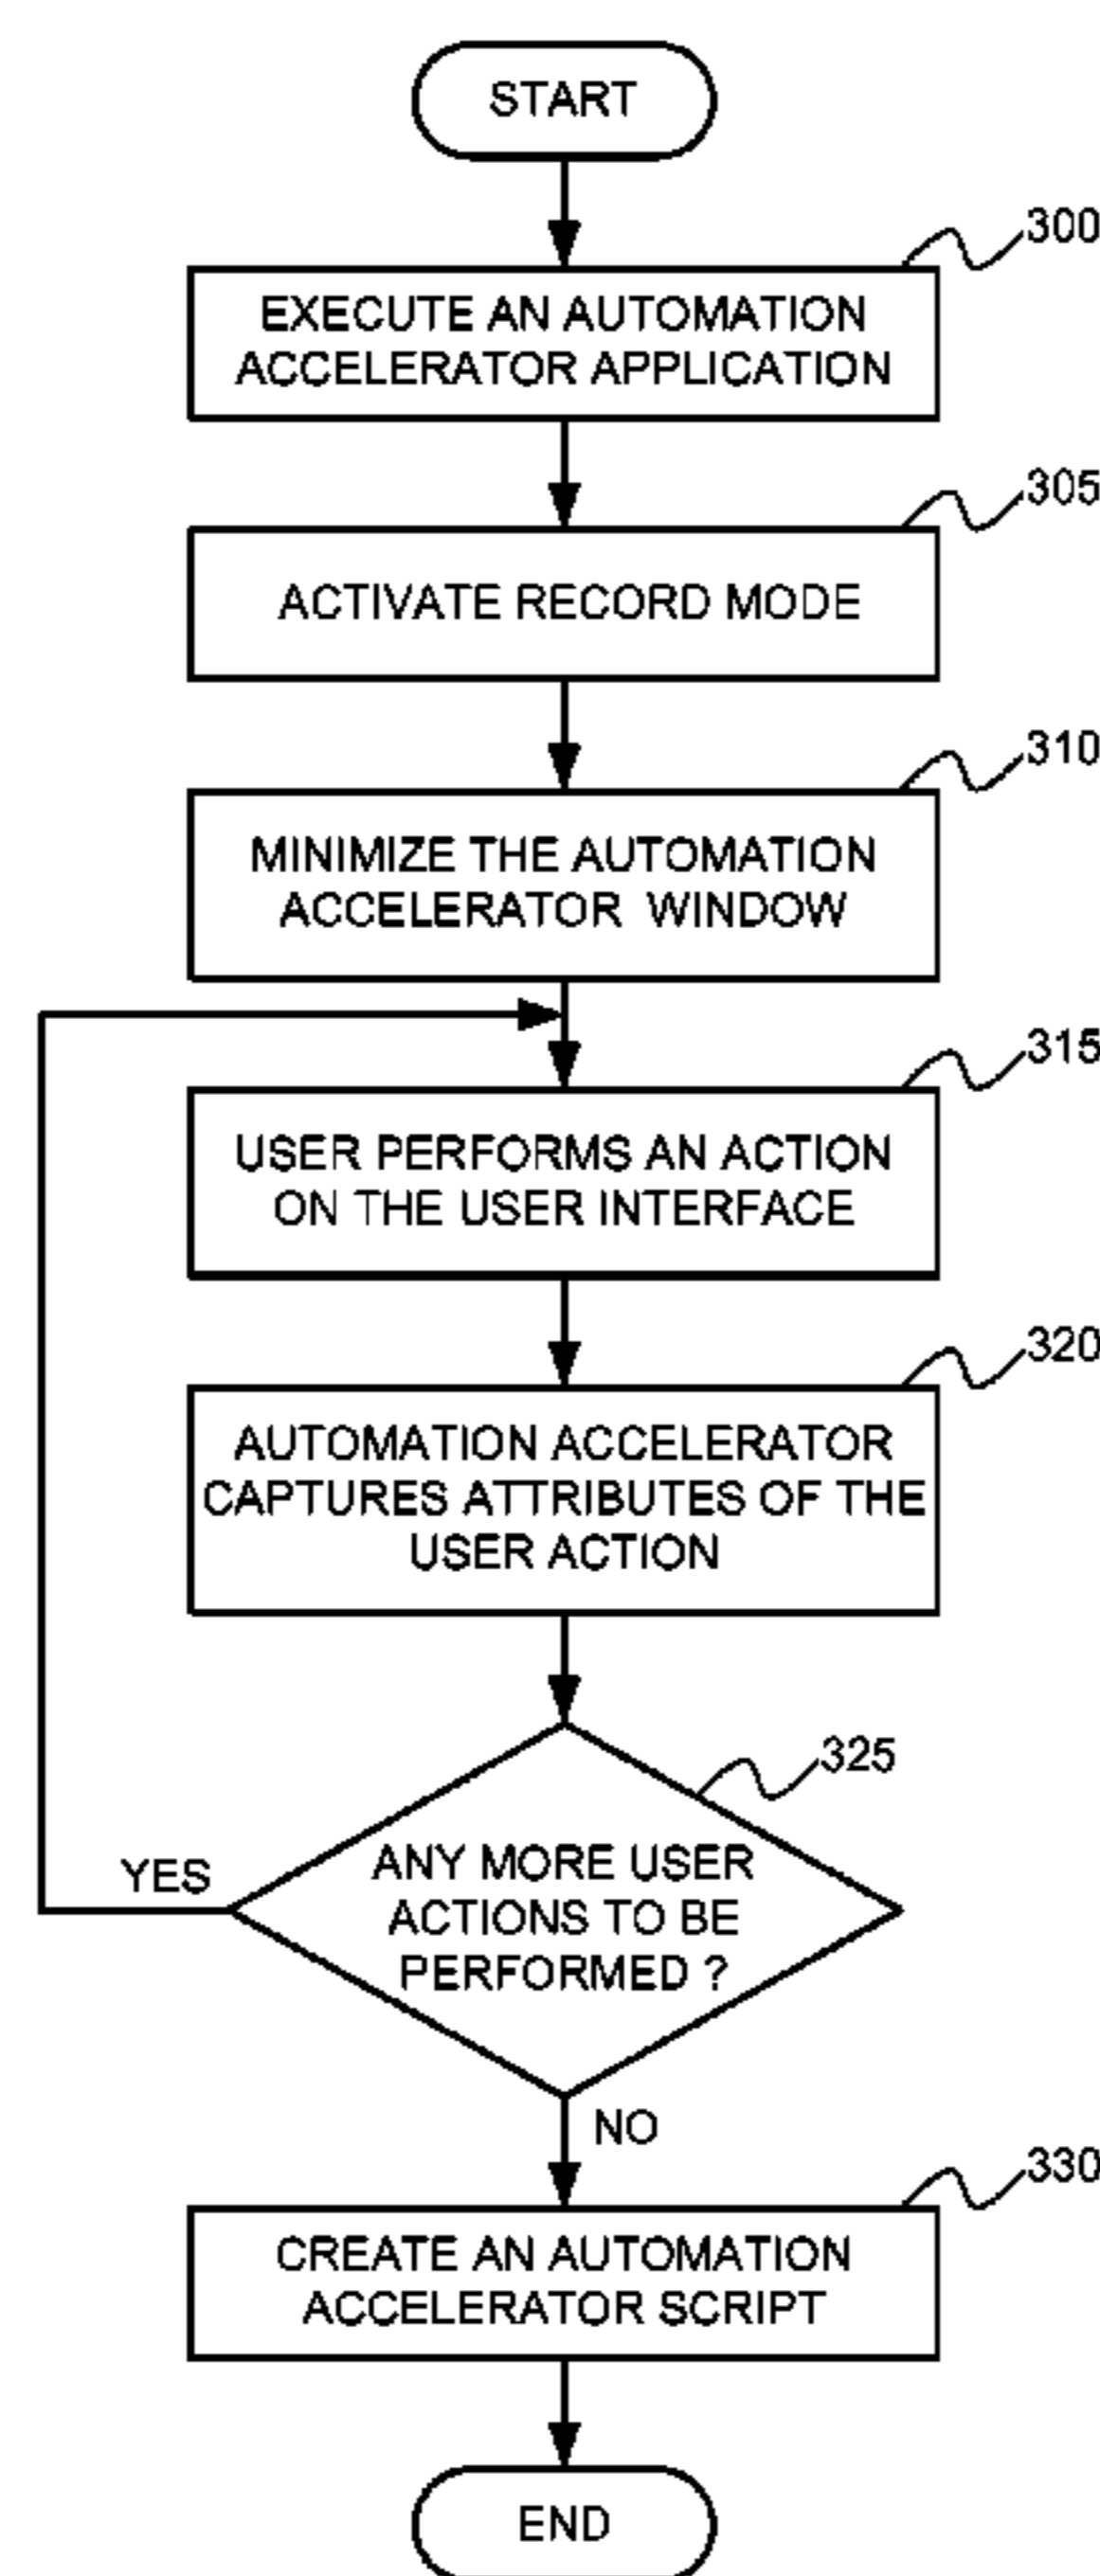 START
300
EXECUTE AN AUTOMATION
ACCELERATOR APPLICATION
305
ACTIVATE RECORD MODE
310
MINIMIZE THE AUTOMATION
ACCELERATOR WINDOW
315
USER PERFORMS AN ACTION
ON THE USER INTERFACE
320
AUTOMATION ACCELERATOR
CAPTURES ATTRIBUTES OF THE
USER ACTION
325
YES
ANY MORE USER
ACTIONS TO BE
PERFORMED ?
NO
330
CREATE AN AUTOMATION
ACCELERATOR SCRIPT
END